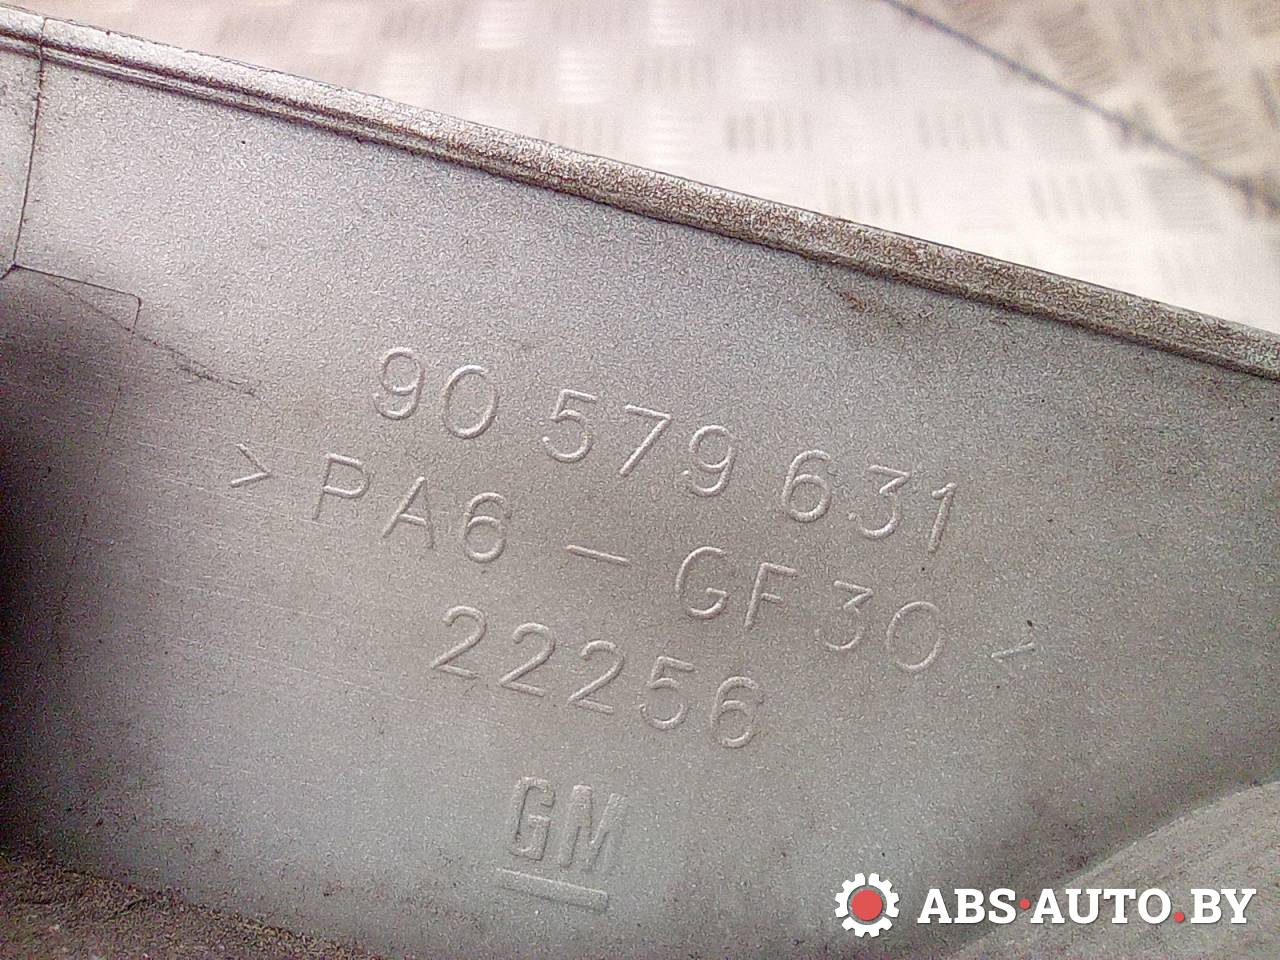 90 579 631
> PA6 - GF30 <
22256
GM
ABS·AUTO.BY